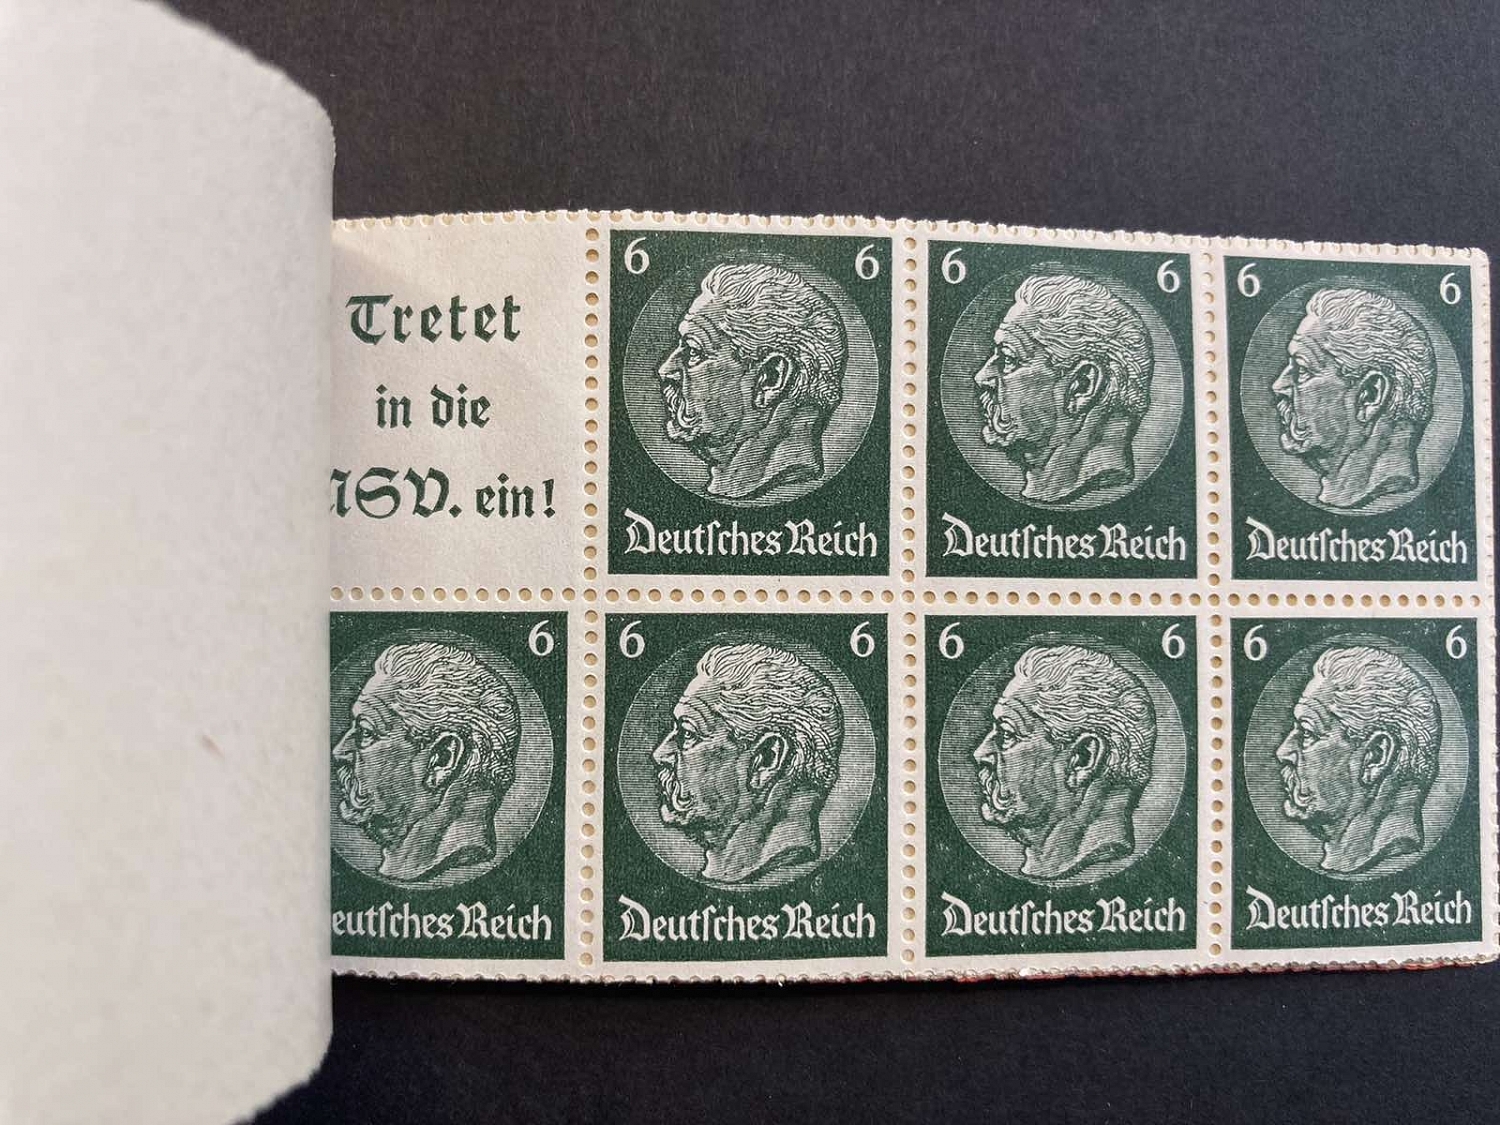 Tretet
in die
NSV. ein!
6 6
Deutſches Reich
6 6
Deutſches Reich
6 6
Deutſches Reich
6
eutſches Reich
6 6
Deutſches Reich
6 6
Deutſches Reich
6 6
Deutſches Reich